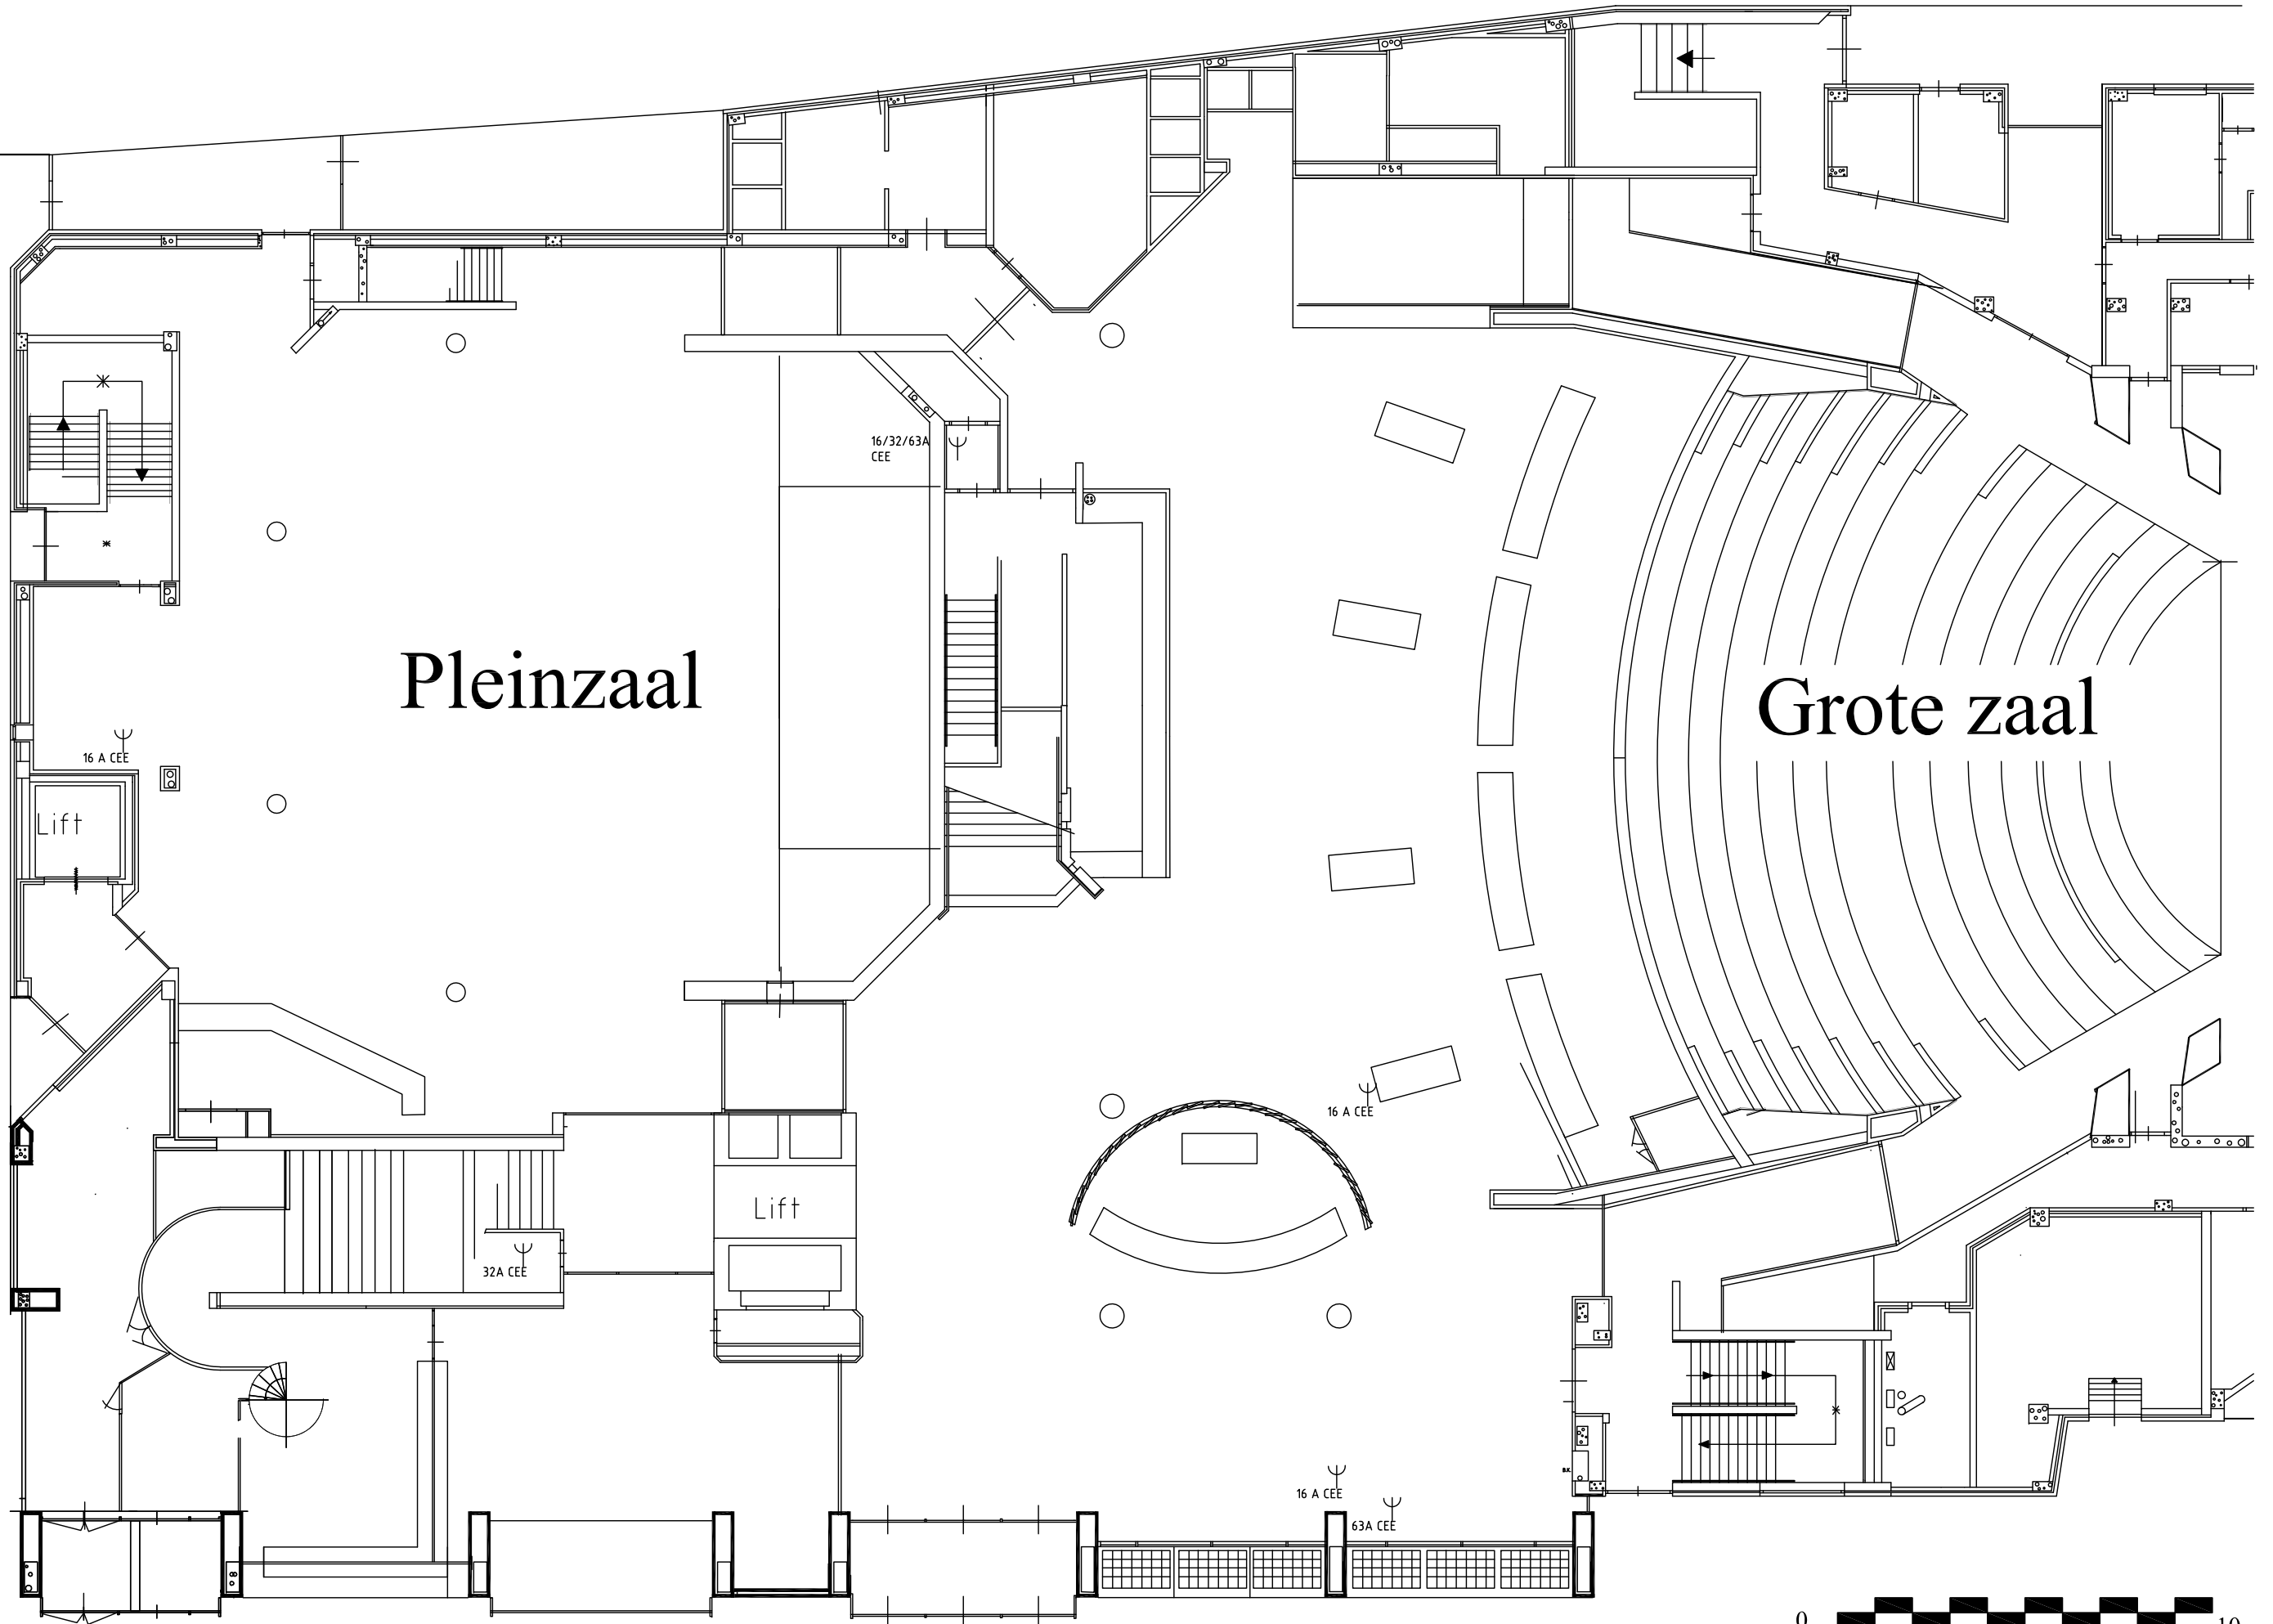 16/32/63A
CEE
Pleinzaal
Grote zaal
16 A CEE
Lift
16 A CEE
Lift
32A CEE
B.K.
16 A CEE
63A CEE
0
10